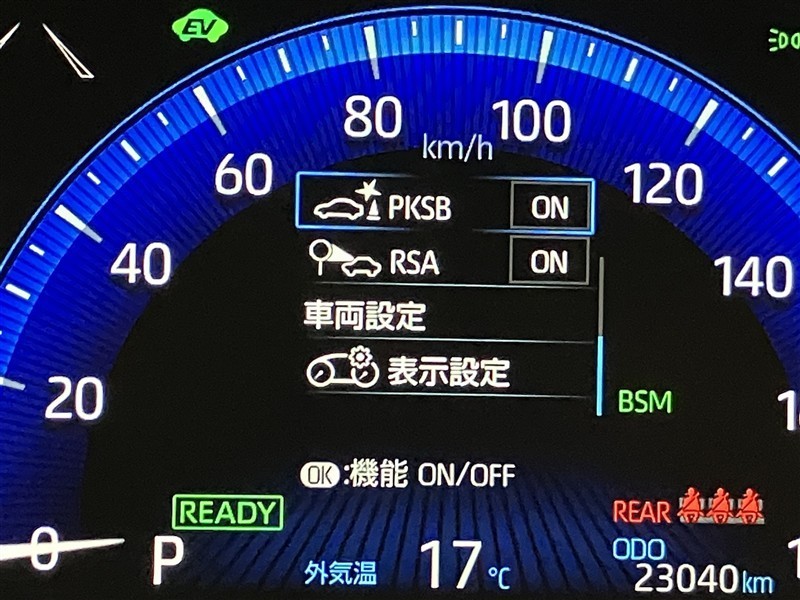 EV
80
100
km/h
60
120
PKSB ON
40
RSA ON
140
車両設定
表示設定
20
BSM
OK:機能 ON/OFF
READY
REAR
0
P
外気温 17℃
ODO
23040km